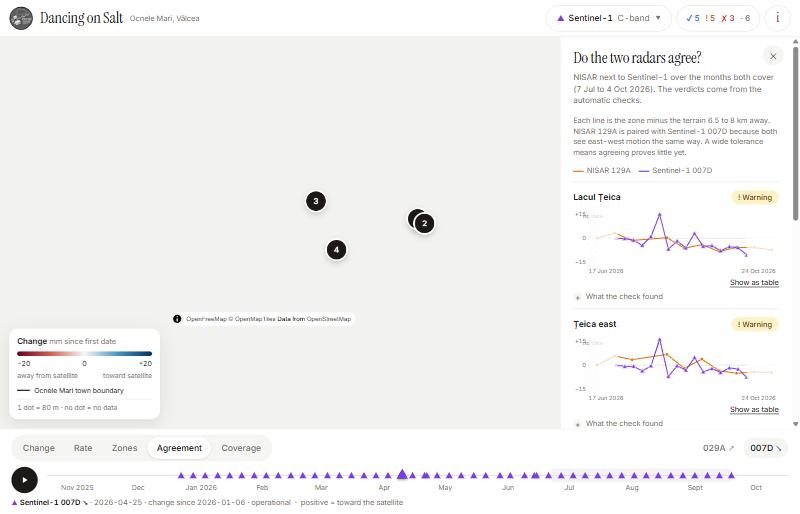 Dancing on Salt
Ocnele Mari, Vâlcea
▲ Sentinel-1 C-band ▼
✓5 !5 ✗3 ·6
i
Do the two radars agree?
×
NISAR next to Sentinel-1 over the months both cover
(7 Jul to 4 Oct 2026). The verdicts come from the
automatic checks.
Each line is the zone minus the terrain 6.5 to 8 km away.
NISAR 129A is paired with Sentinel-1 007D because both
see east-west motion the same way. A wide tolerance
means agreeing proves little yet.
NISAR 129A Sentinel-1 007D
Lacul Țeica
! Warning
+15
0
−15
17 Jun 2026 24 Oct 2026
Show as table
+ What the check found
Țeica east
! Warning
+15
0
−15
17 Jun 2026 24 Oct 2026
Show as table
+ What the check found
3
2
4
OpenFreeMap © OpenMapTiles Data from OpenStreetMap
Change mm since first date
−20 0 +20
away from satellite toward satellite
Ocnele Mari town boundary
1 dot = 80 m · no dot = no data
Change Rate Zones Agreement Coverage
029A ↗ 007D ↘
Nov 2025 Dec Jan 2026 Feb Mar Apr May Jun Jul Aug Sept Oct
▲ Sentinel-1 007D ↘ · 2026-04-25 · change since 2026-01-06 · operational · positive = toward the satellite